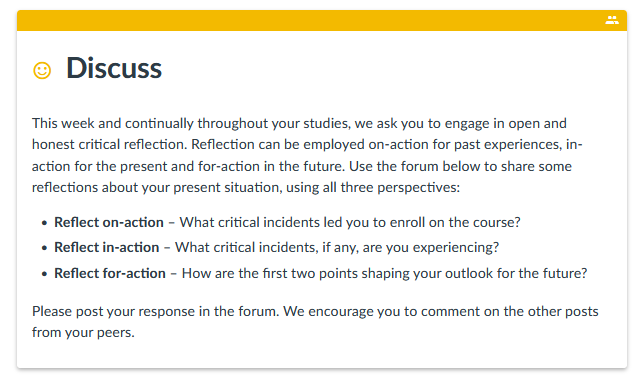 Discuss
This week and continually throughout your studies, we ask you to engage in open and
honest critical reflection. Reflection can be employed on-action for past experiences, in-
action for the present and for-action in the future. Use the forum below to share some
reflections about your present situation, using all three perspectives:
• Reflect on-action – What critical incidents led you to enroll on the course?
• Reflect in-action – What critical incidents, if any, are you experiencing?
• Reflect for-action – How are the first two points shaping your outlook for the future?
Please post your response in the forum. We encourage you to comment on the other posts
from your peers.